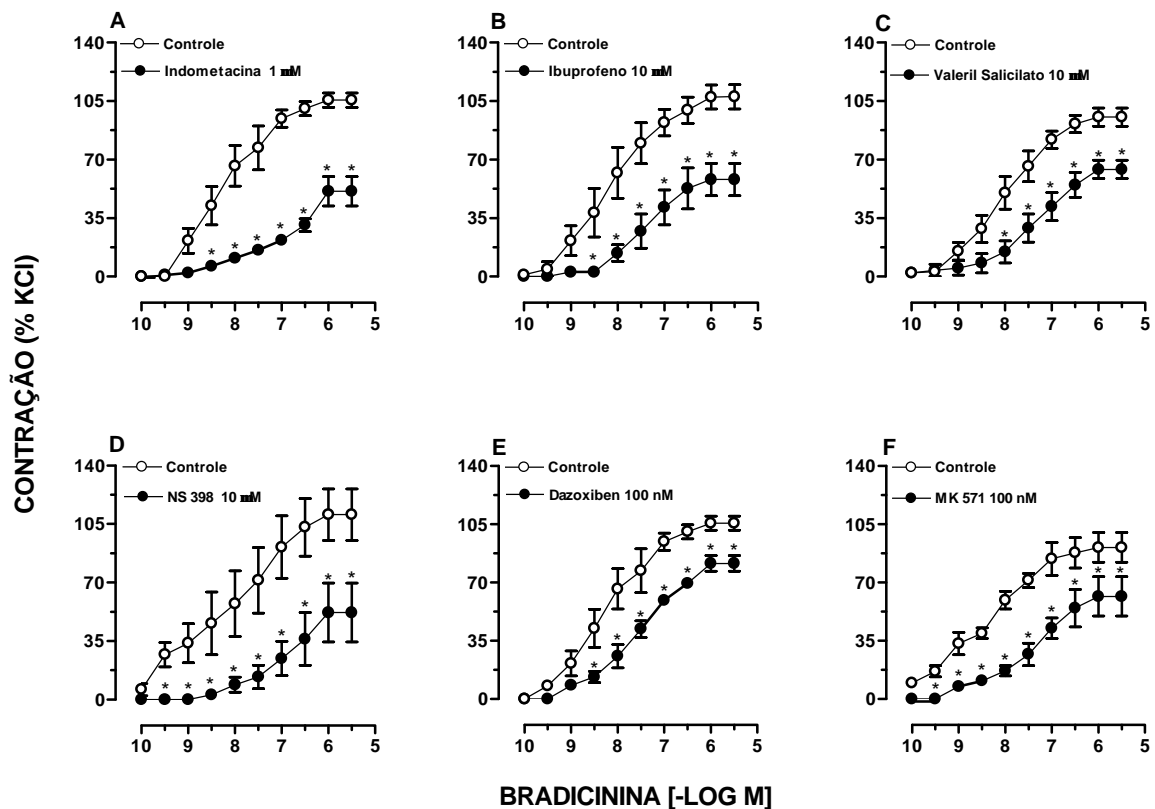 A
Controle
Indometacina 1 mM
B
Controle
Ibuprofeno 10 mM
C
Controle
Valeril Salicilato 10 mM
140
105
70
35
0
10 9 8 7 6 5
140
105
70
35
0
10 9 8 7 6 5
140
105
70
35
0
10 9 8 7 6 5
CONTRAÇÃO (% KCl)
D
Controle
NS 398 10 mM
E
Controle
Dazoxiben 100 nM
F
Controle
MK 571 100 nM
140
105
70
35
0
10 9 8 7 6 5
140
105
70
35
0
10 9 8 7 6 5
140
105
70
35
0
10 9 8 7 6 5
BRADICININA [-LOG M]